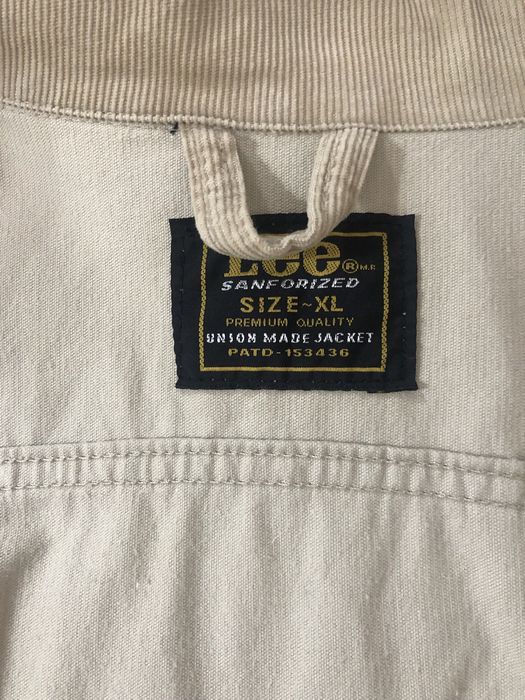 Lee ® M.R.
SANFORIZED
SIZE~XL
PREMIUM QUALITY
UNION MADE JACKET
PATD-153436